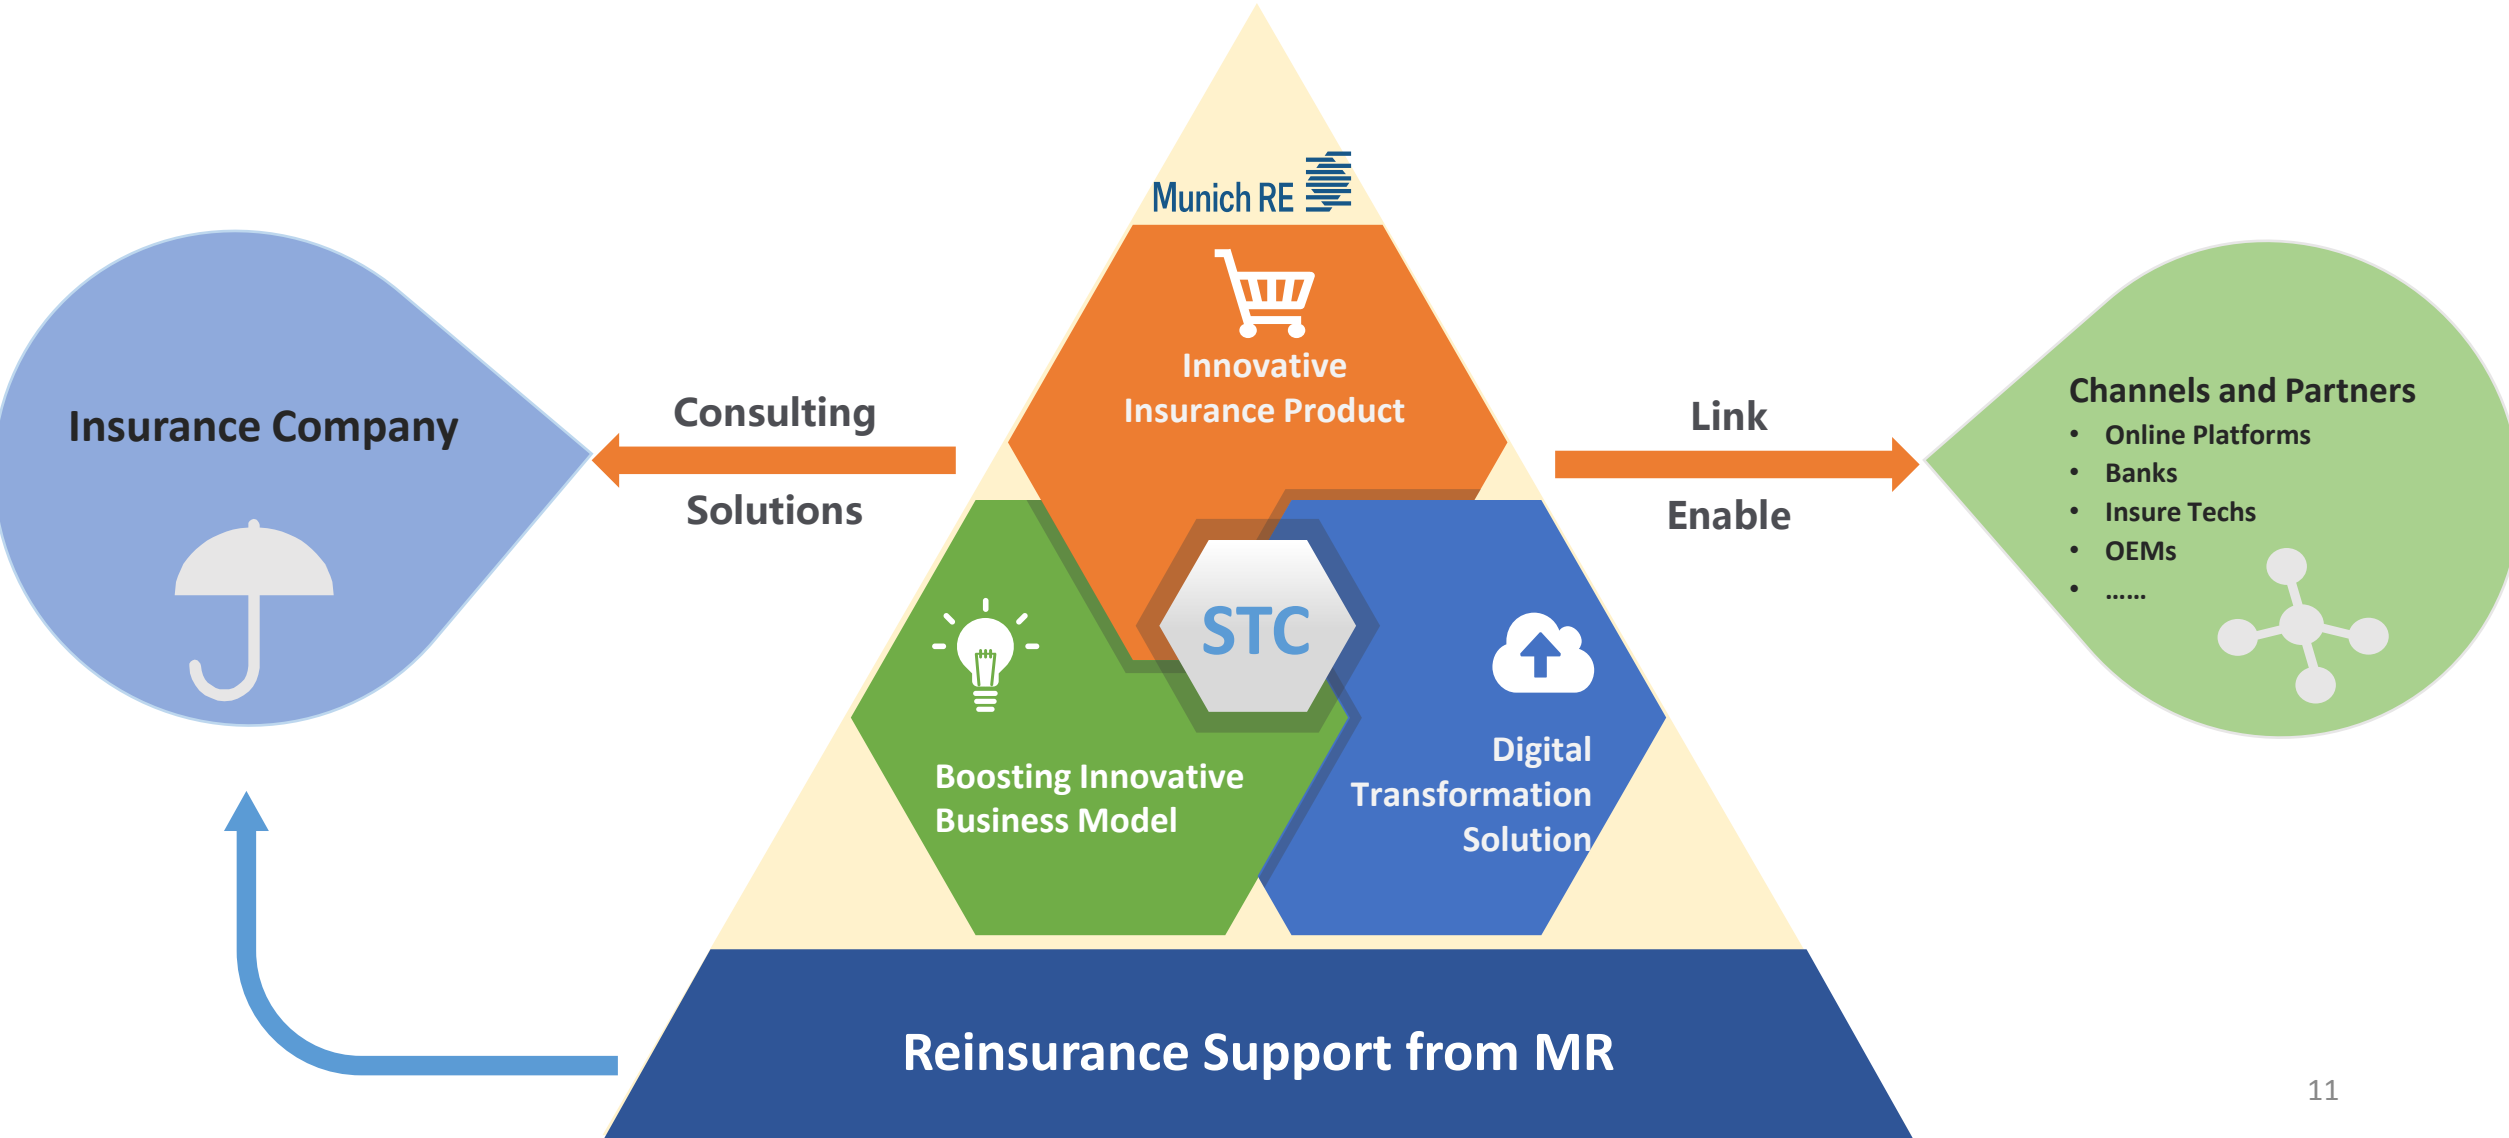 Munich RE
Innovative
Insurance Product
Insurance Company
Consulting
Solutions
Link
Enable
Channels and Partners
• Online Platforms
• Banks
• Insure Techs
• OEMs
• ......
STC
Boosting Innovative
Business Model
Digital
Transformation
Solution
Reinsurance Support from MR
11